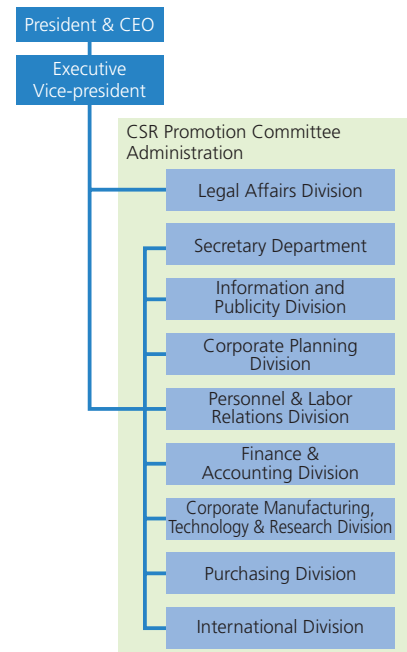 President & CEO
Executive
Vice-president
CSR Promotion Committee
Administration
Legal Affairs Division
Secretary Department
Information and
Publicity Division
Corporate Planning
Division
Personnel & Labor
Relations Division
Finance &
Accounting Division
Corporate Manufacturing,
Technology & Research Division
Purchasing Division
International Division